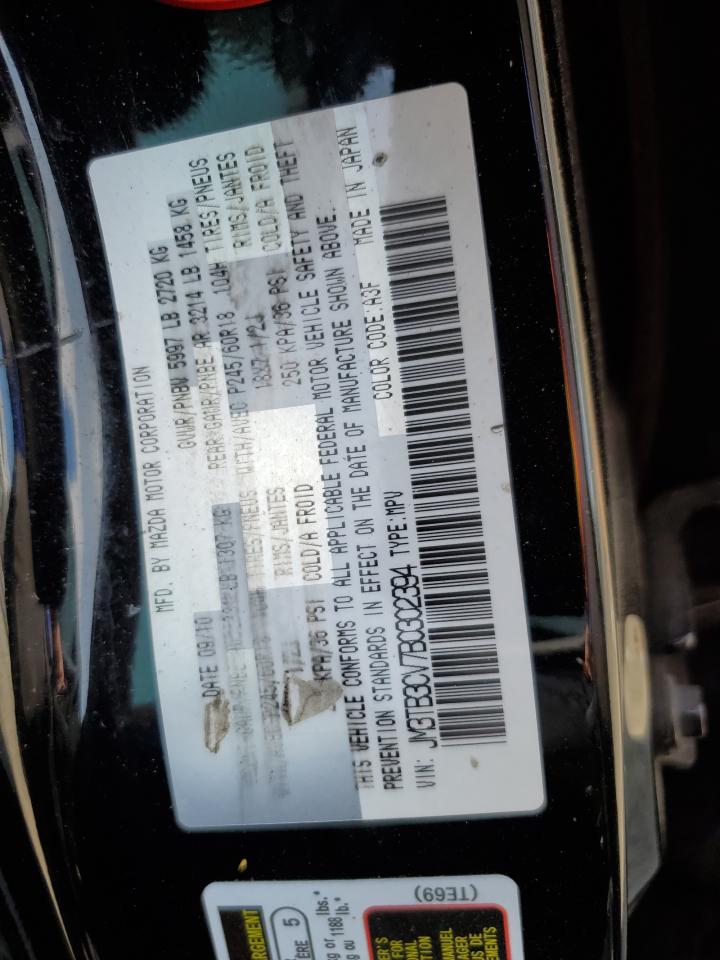 MFD. BY MAZDA MOTOR CORPORATION
DATE 09/10 GVWR/PNBV 5997 LB 2720 KG
LB 1307 KG REAR GAWR/PNBE AR 3214 LB 1458 KG
TIRES/PNEUS WITH/AVEC P245/60R18 104H TIRES/PNEUS
RIMS/JANTES 18X7 1/2J RIMS/JANTES
KPA/36 PSI COLD/A FROID 250 KPA/36 PSI COLD/A FROID
THIS VEHICLE CONFORMS TO ALL APPLICABLE FEDERAL MOTOR VEHICLE SAFETY AND THEFT
PREVENTION STANDARDS IN EFFECT ON THE DATE OF MANUFACTURE SHOWN ABOVE.
VIN: JM3TB3CV7B0302394 TYPE:MPV COLOR CODE:A3F MADE IN JAPAN
(TE69)
5
lbs.*
1188 lb.*